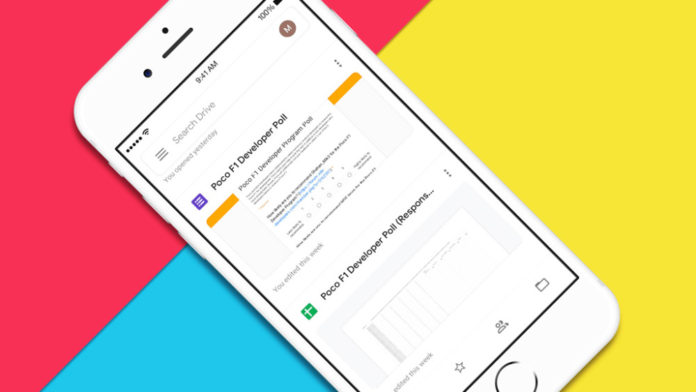 9:41 AM
100%
Search Drive
M
You opened yesterday
Poco F1 Developer Poll
Poco F1 Developer Program Poll
You edited this week
Poco F1 Developer Poll (Respons...
You edited this week